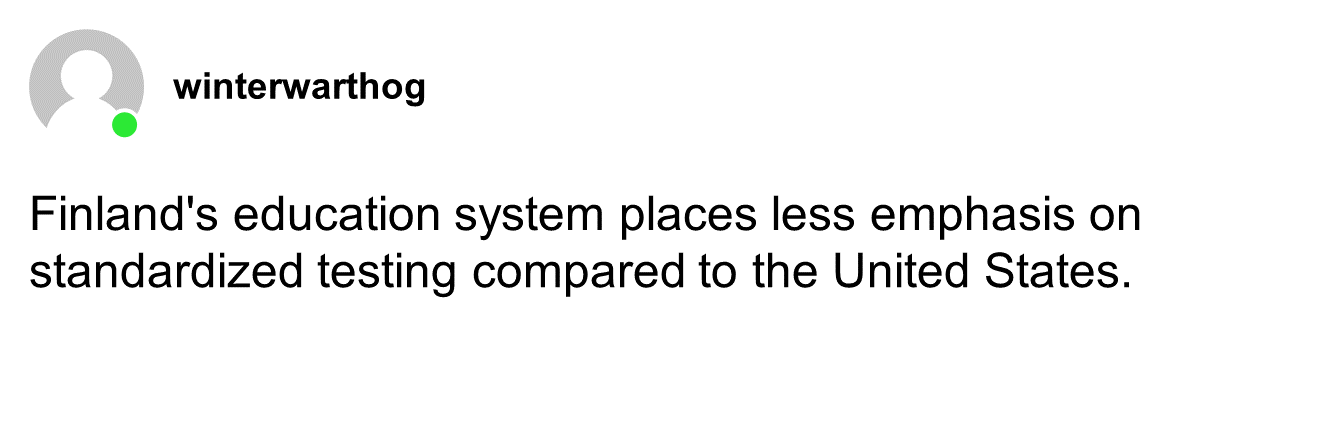 winterwarthog
Finland's education system places less emphasis on
standardized testing compared to the United States.